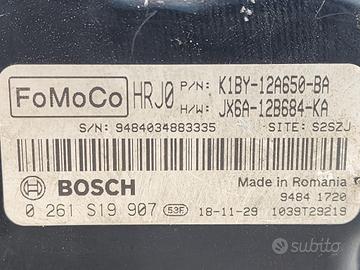 FoMoCo HRJ0 P/N: K1BY-12A650-BA
H/W: JX6A-12B684-KA
S/N: 9484034883335 SITE: S2SZJ
BOSCH Made in Romania
9484 1720
0 261 S19 907 53F 18-11-29 1039T29219
subito